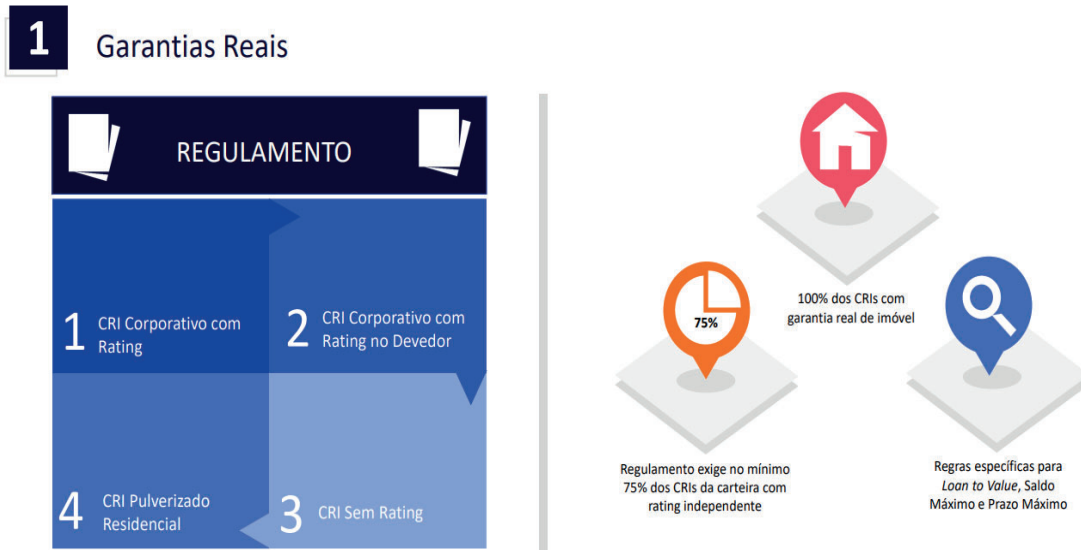 1
Garantias Reais
REGULAMENTO
1
CRI Corporativo com
Rating
2
CRI Corporativo com
Rating no Devedor
4
CRI Pulverizado
Residencial
3
CRI Sem Rating
100% dos CRIs com
garantia real de imóvel
75%
Regulamento exige no mínimo
75% dos CRIs da carteira com
rating independente
Regras específicas para
Loan to Value, Saldo
Máximo e Prazo Máximo